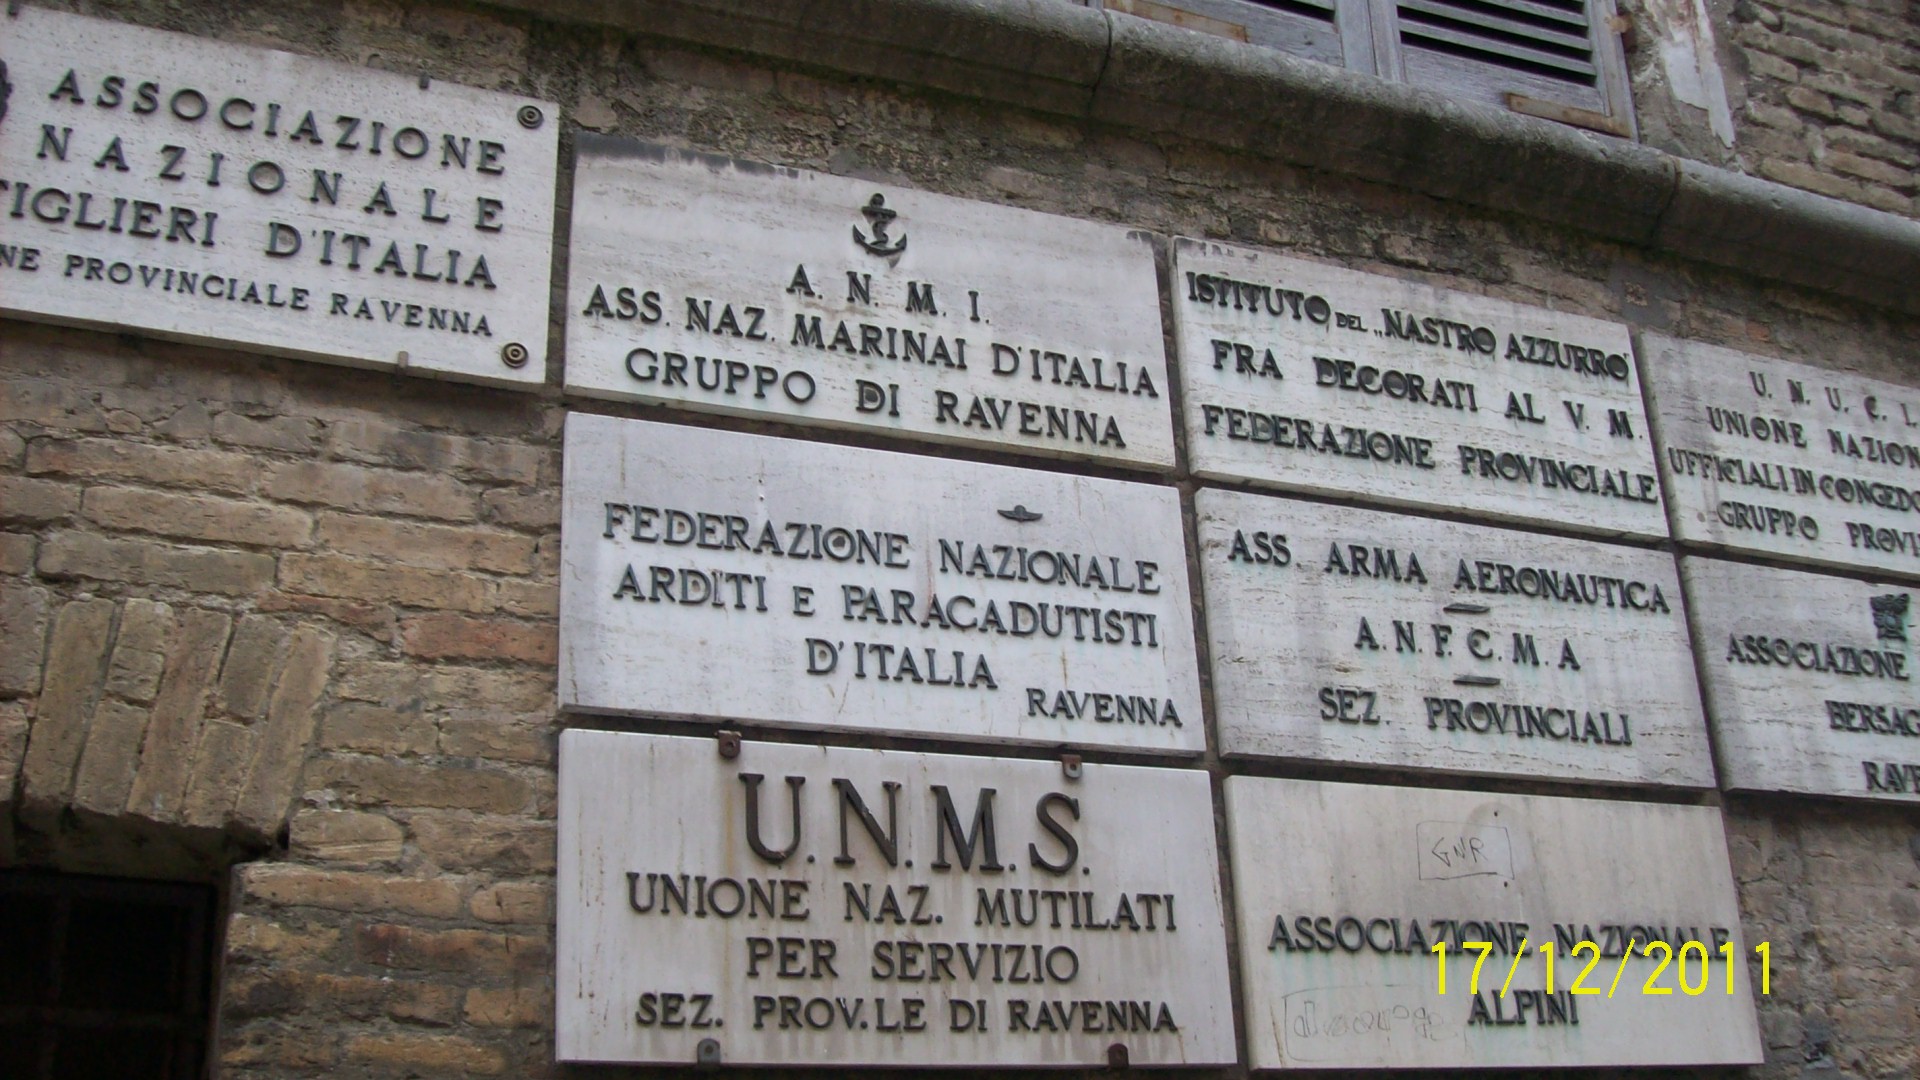 ASSOCIAZIONE
NAZIONALE
TIGLIERI D'ITALIA
NE PROVINCIALE RAVENNA
A. N. M. I.
ASS. NAZ. MARINAI D'ITALIA
GRUPPO DI RAVENNA
ISTITUTO DEL „NASTRO AZZURRO"
FRA DECORATI AL V. M.
FEDERAZIONE PROVINCIALE
U. N. U. C. I.
UNIONE NAZION
UFFICIALI IN CONGEDO
GRUPPO PROVI
FEDERAZIONE NAZIONALE
ARDITI E PARACADUTISTI
D'ITALIA
RAVENNA
ASS. ARMA AERONAUTICA
A.N.F.C.M.A
SEZ. PROVINCIALI
ASSOCIAZIONE
BERSAG
RAVE
U.N.M.S.
UNIONE NAZ. MUTILATI
PER SERVIZIO
SEZ. PROV.LE DI RAVENNA
GNR
ASSOCIAZIONE NAZIONALE
ALPINI
17/12/2011